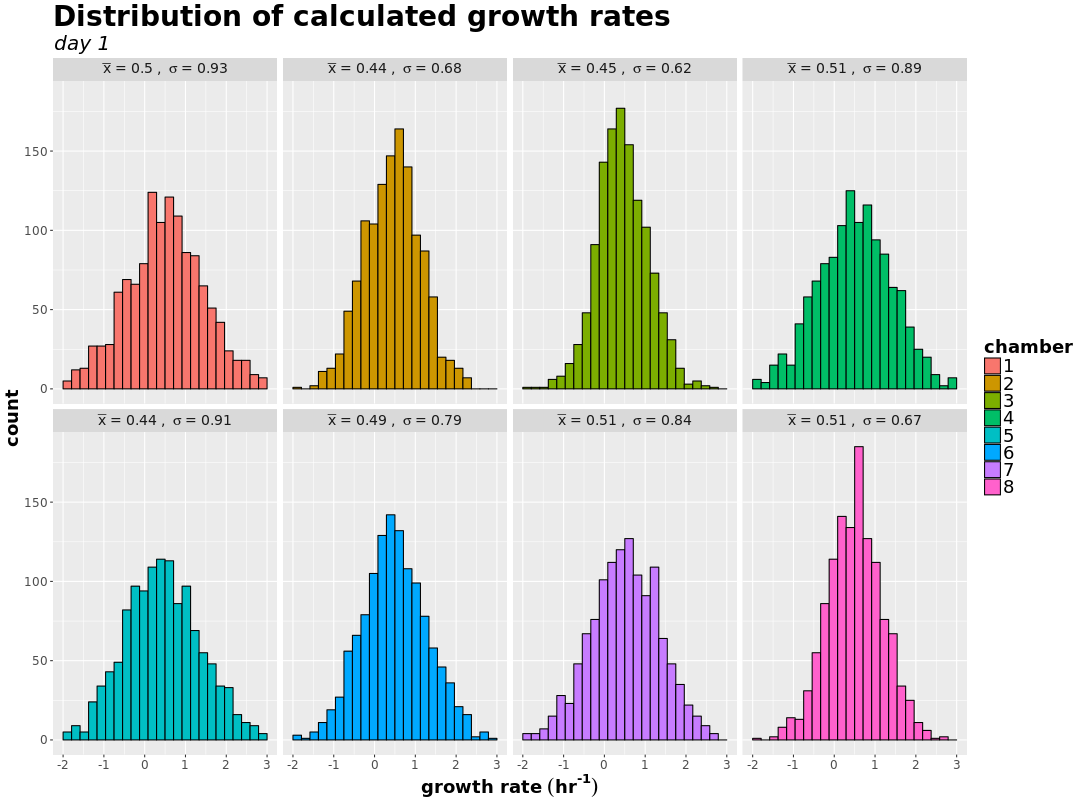 Distribution of calculated growth rates
day 1
x̅ = 0.5 , σ = 0.93
x̅ = 0.44 , σ = 0.68
x̅ = 0.45 , σ = 0.62
x̅ = 0.51 , σ = 0.89
150
100
50
0
x̅ = 0.44 , σ = 0.91
x̅ = 0.49 , σ = 0.79
x̅ = 0.51 , σ = 0.84
x̅ = 0.51 , σ = 0.67
150
100
50
0
count
-2 -1 0 1 2 3
-2 -1 0 1 2 3
-2 -1 0 1 2 3
-2 -1 0 1 2 3
growth rate (hr⁻¹)
chamber
1
2
3
4
5
6
7
8